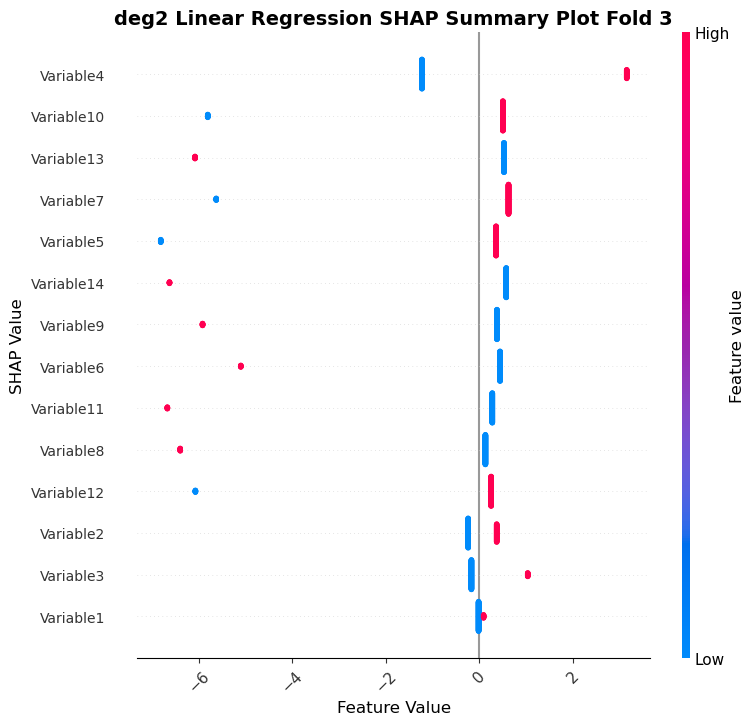 deg2 Linear Regression SHAP Summary Plot Fold 3
High
Variable4
Variable10
Variable13
Variable7
Variable5
Variable14
Variable9
Variable6
Variable11
Variable8
Variable12
Variable2
Variable3
Variable1
SHAP Value
Feature value
Low
−6
−4
−2
0
2
Feature Value